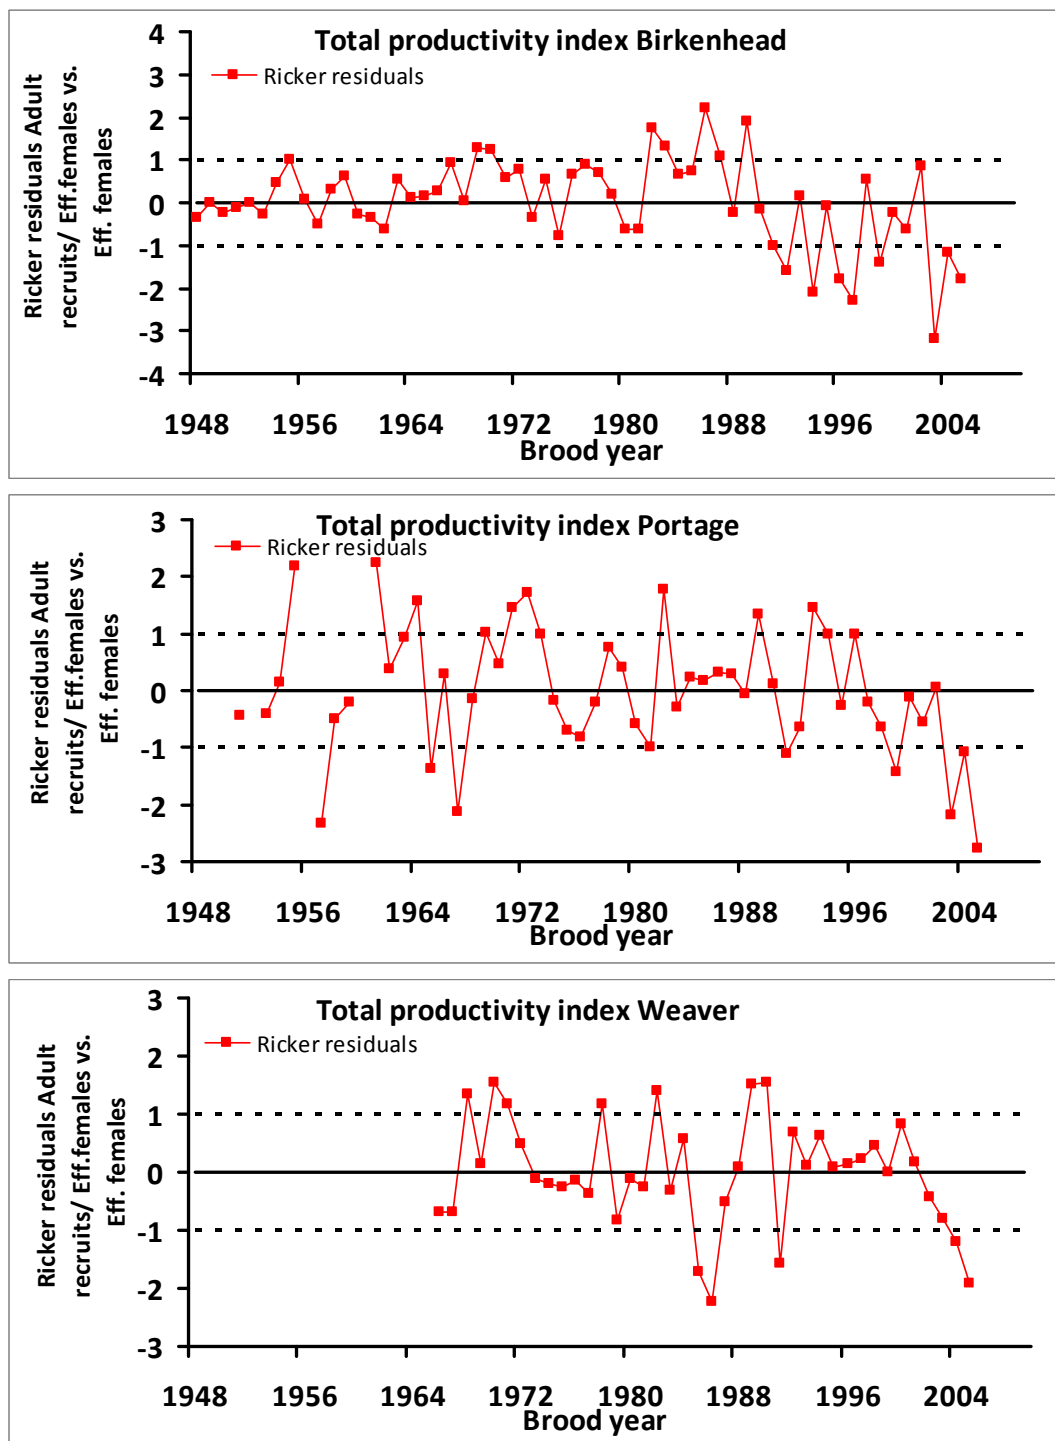 Total productivity index Birkenhead
Ricker residuals
Ricker residuals Adult
recruits/ Eff.females vs.
Eff. females
4
3
2
1
0
-1
-2
-3
-4
1948 1956 1964 1972 1980 1988 1996 2004
Brood year
Total productivity index Portage
Ricker residuals
Ricker residuals Adult
recruits/ Eff.females vs.
Eff. females
3
2
1
0
-1
-2
-3
1948 1956 1964 1972 1980 1988 1996 2004
Brood year
Total productivity index Weaver
Ricker residuals
Ricker residuals Adult
recruits/ Eff.females vs.
Eff. females
3
2
1
0
-1
-2
-3
1948 1956 1964 1972 1980 1988 1996 2004
Brood year